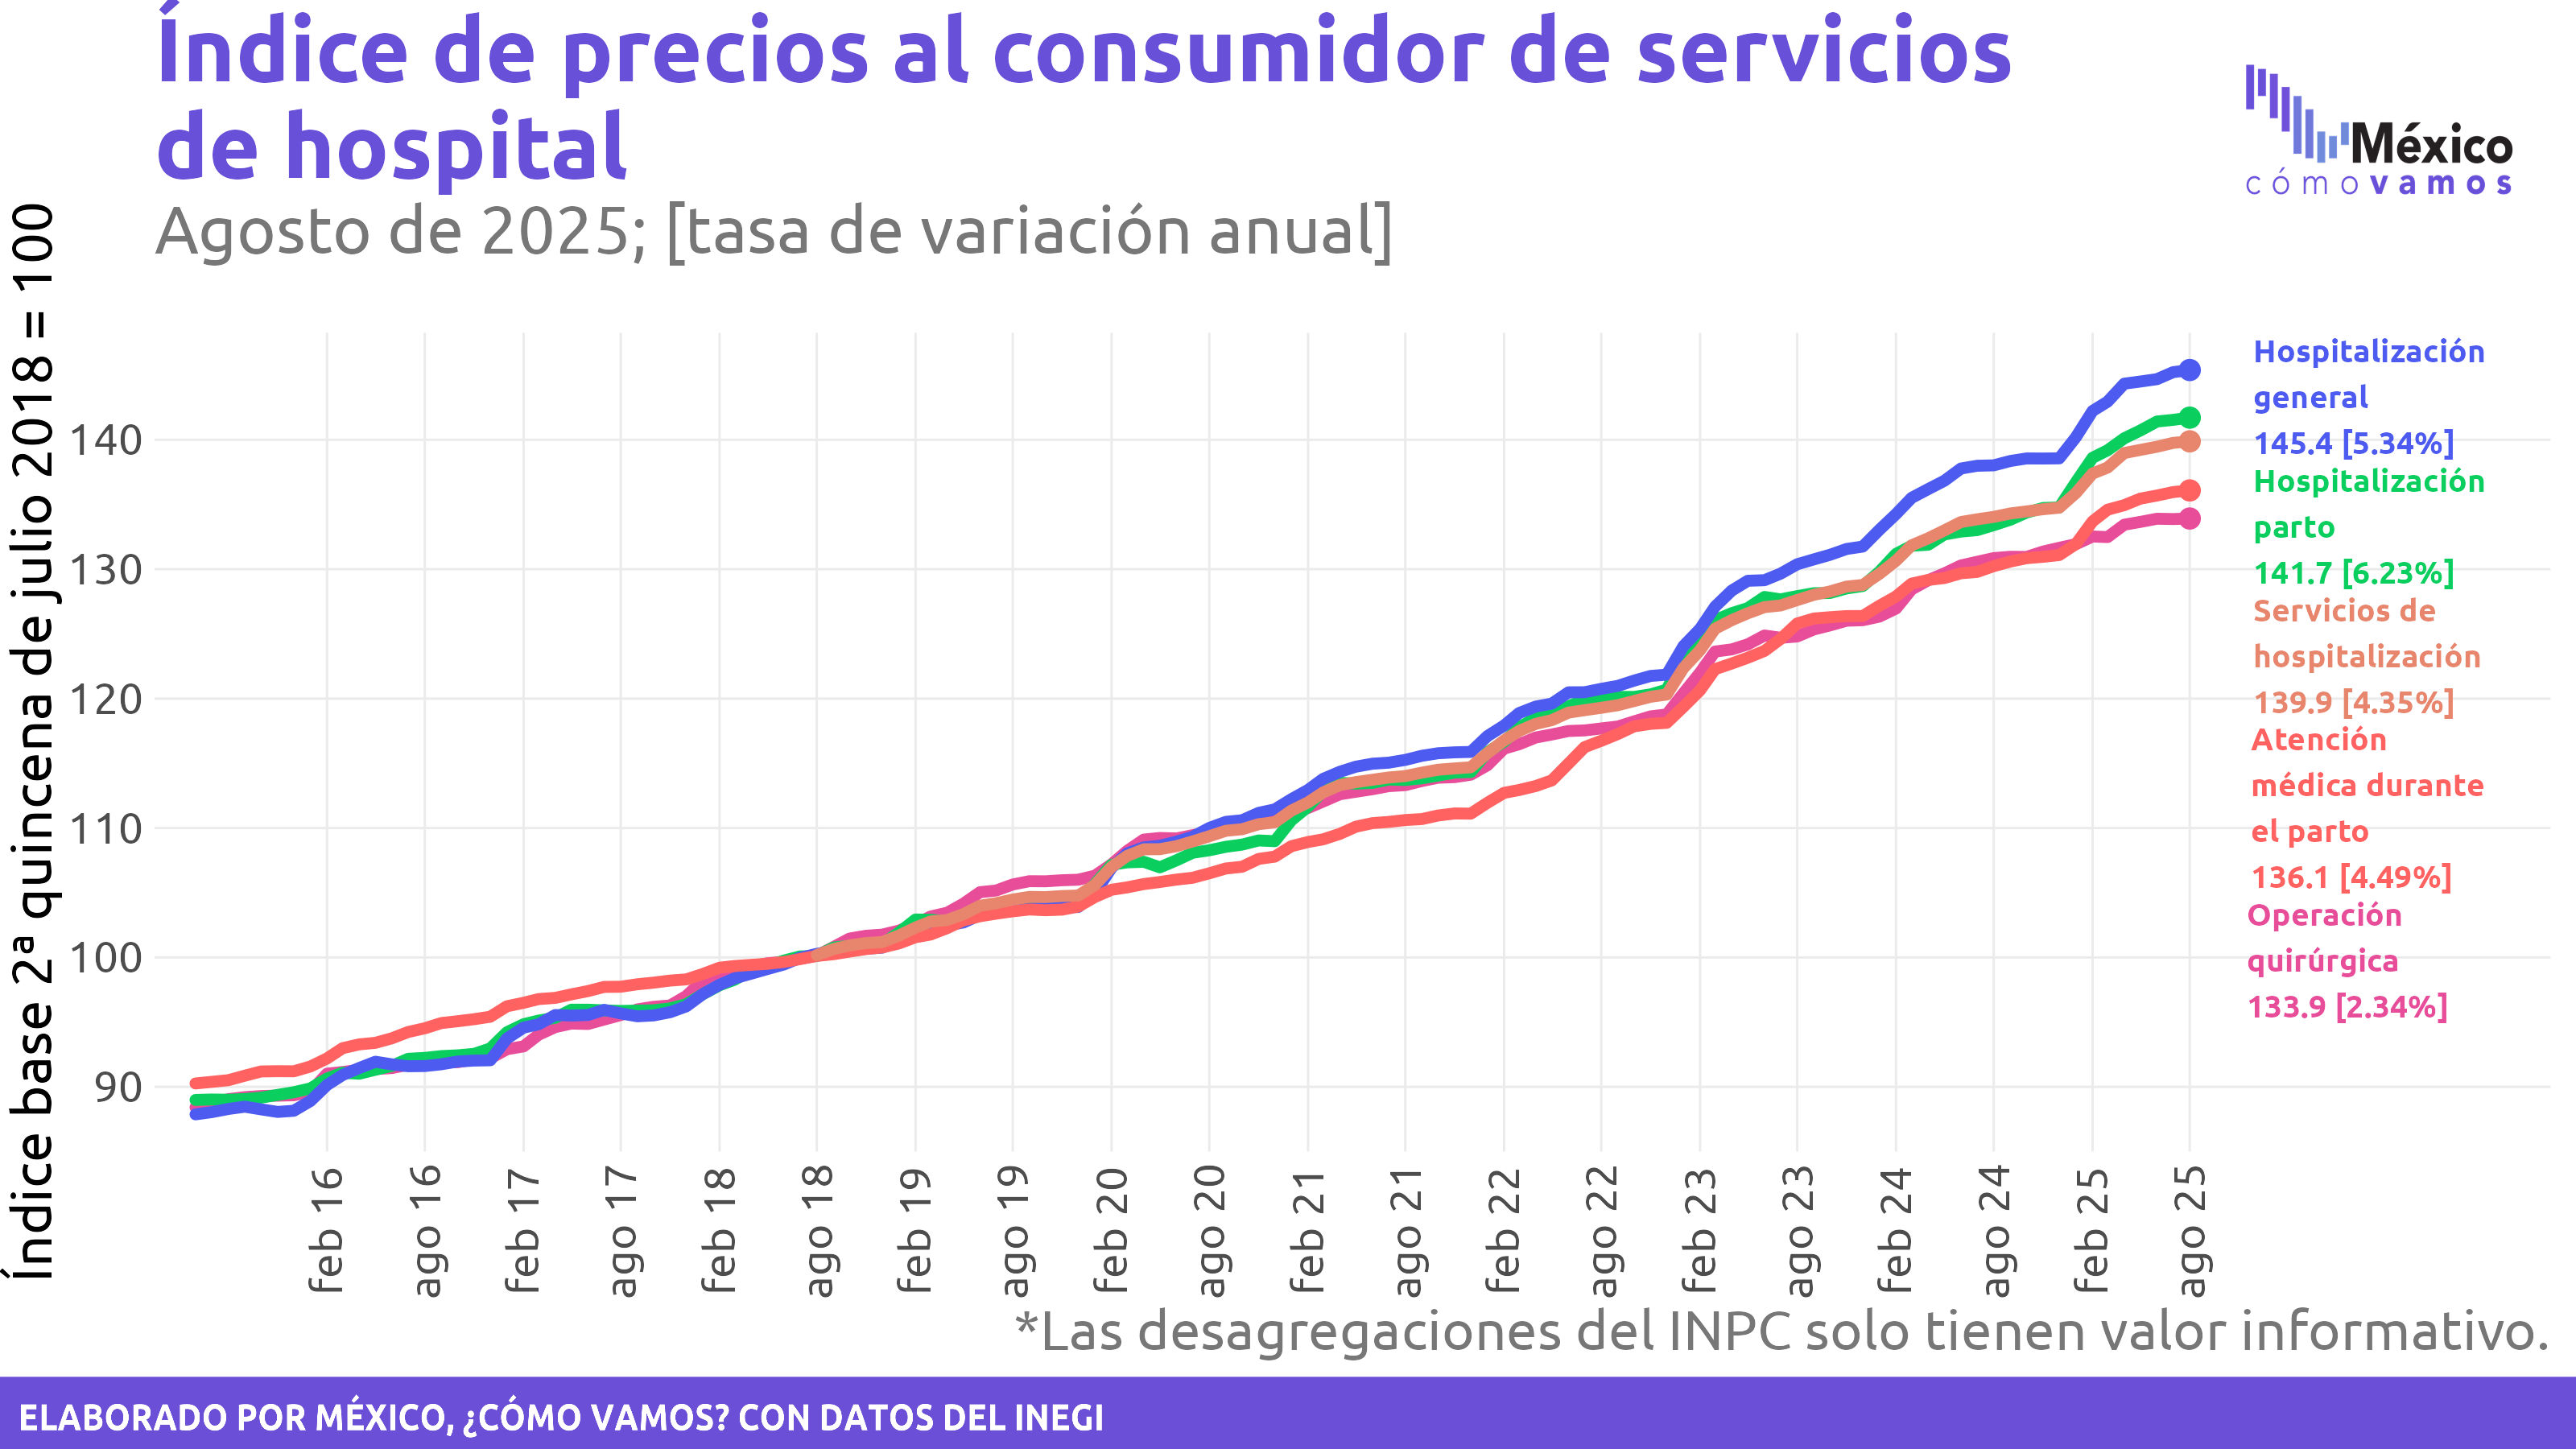 Índice de precios al consumidor de servicios
de hospital
Agosto de 2025; [tasa de variación anual]
México
cómo vamos
Índice base 2ª quincena de julio 2018 = 100
140
130
120
110
100
90
Hospitalización
general
145.4 [5.34%]
Hospitalización
parto
141.7 [6.23%]
Servicios de
hospitalización
139.9 [4.35%]
Atención
médica durante
el parto
136.1 [4.49%]
Operación
quirúrgica
133.9 [2.34%]
feb 16
ago 16
feb 17
ago 17
feb 18
ago 18
feb 19
ago 19
feb 20
ago 20
feb 21
ago 21
feb 22
ago 22
feb 23
ago 23
feb 24
ago 24
feb 25
ago 25
*Las desagregaciones del INPC solo tienen valor informativo.
ELABORADO POR MÉXICO, ¿CÓMO VAMOS? CON DATOS DEL INEGI